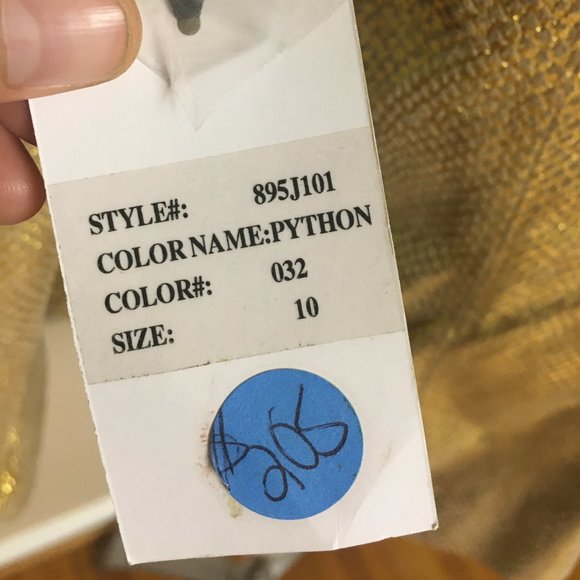 STYLE#: 895J101
COLOR NAME:PYTHON
COLOR#: 032
SIZE: 10